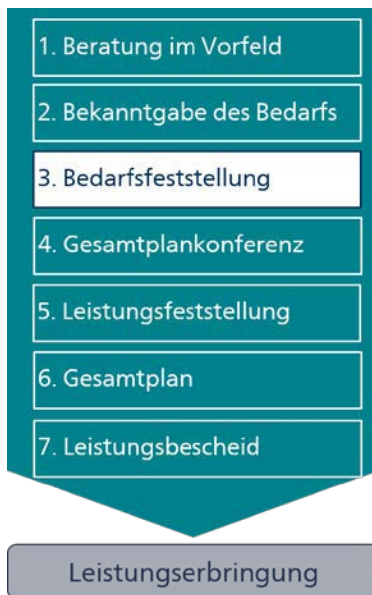 1. Beratung im Vorfeld
2. Bekanntgabe des Bedarfs
3. Bedarfsfeststellung
4. Gesamtplankonferenz
5. Leistungsfeststellung
6. Gesamtplan
7. Leistungsbescheid
Leistungserbringung